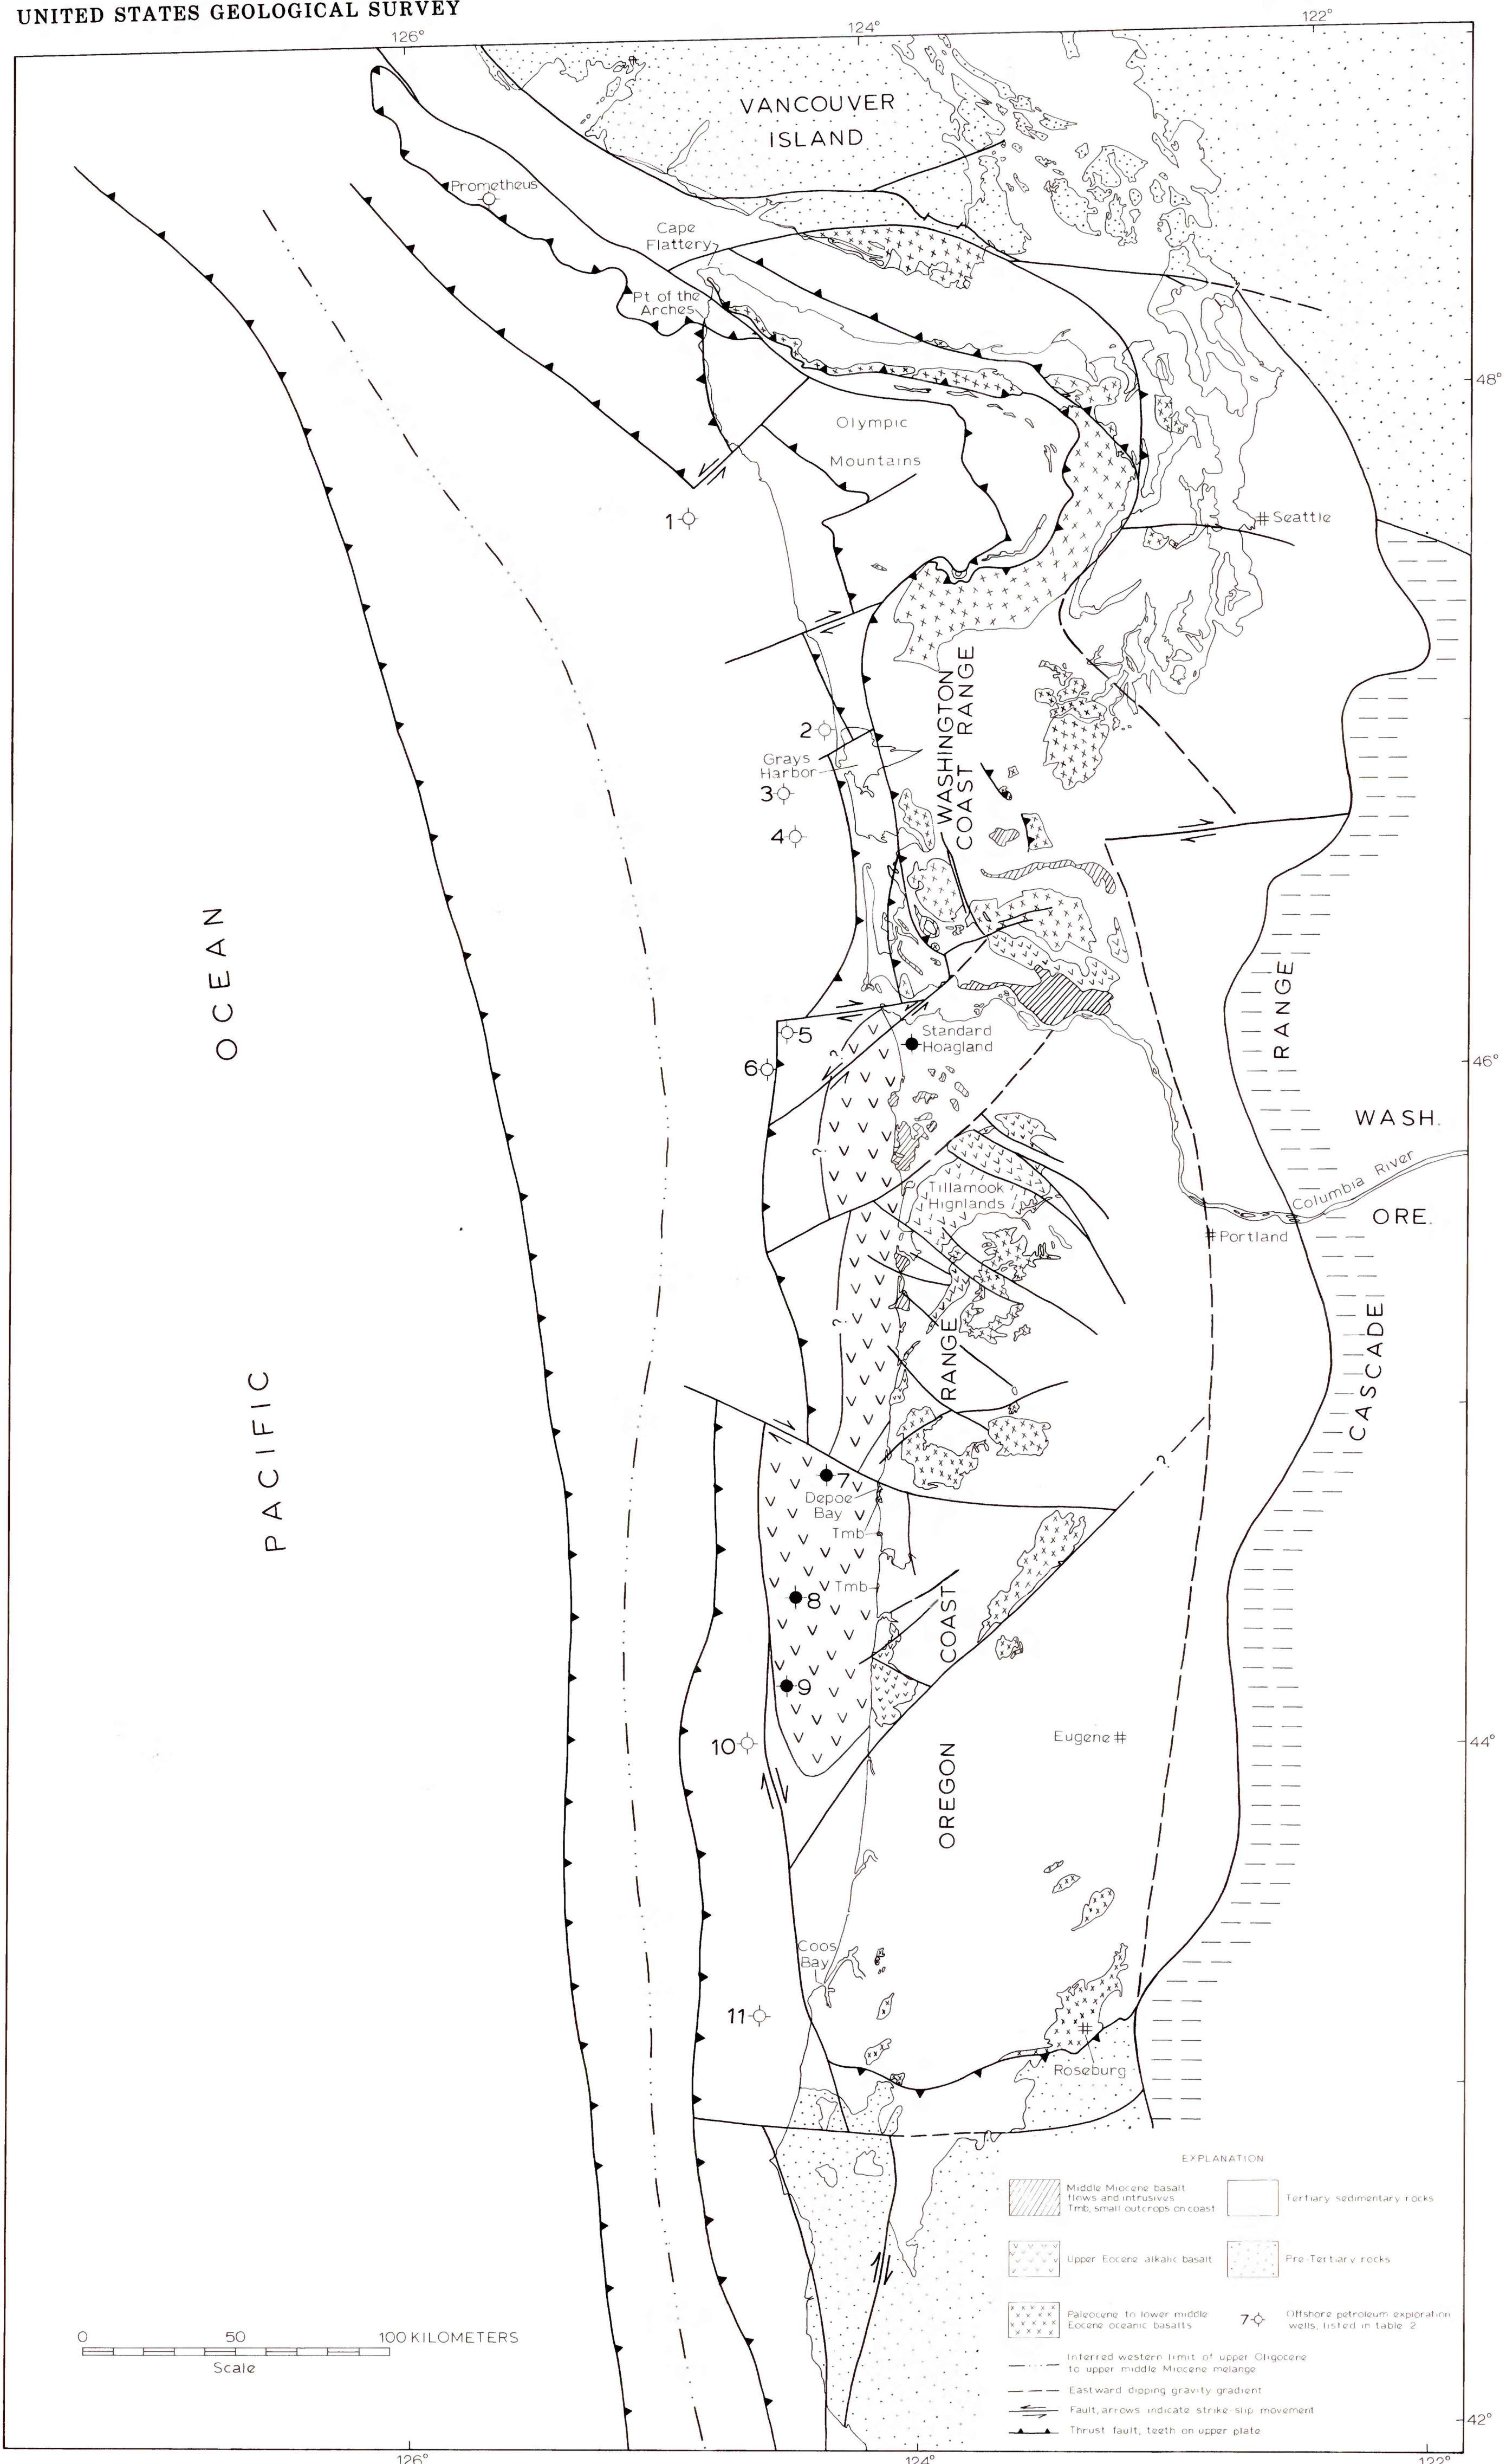 UNITED STATES GEOLOGICAL SURVEY
126°
124°
122°
VANCOUVER
ISLAND
Prometheus
Cape
Flattery
Pt. of the
Arches
48°
Olympic
Mountains
1
Seattle
WASHINGTON
COAST RANGE
2
Grays
Harbor
3
4
OCEAN
RANGE
5
Standard
Hoagland
?
6
46°
WASH.
?
Columbia River
Tillamook
Highlands
ORE.
Portland
?
CASCADE
RANGE
PACIFIC
7
?
Depoe
Bay
Tmb
8
Tmb
COAST
9
10
Eugene
44°
OREGON
Coos
Bay
11
Roseburg
EXPLANATION
Middle Miocene basalt
flows and intrusives
Tmb, small outcrops on coast
Tertiary sedimentary rocks
Upper Eocene alkalic basalt
Pre-Tertiary rocks
Paleocene to lower middle
Eocene oceanic basalts
7
Offshore petroleum exploration
wells, listed in table 2
Inferred western limit of upper Oligocene
to upper middle Miocene melange
Eastward dipping gravity gradient
Fault, arrows indicate strike-slip movement
Thrust fault, teeth on upper plate
0 50 100 KILOMETERS
Scale
42°
126°
124°
122°